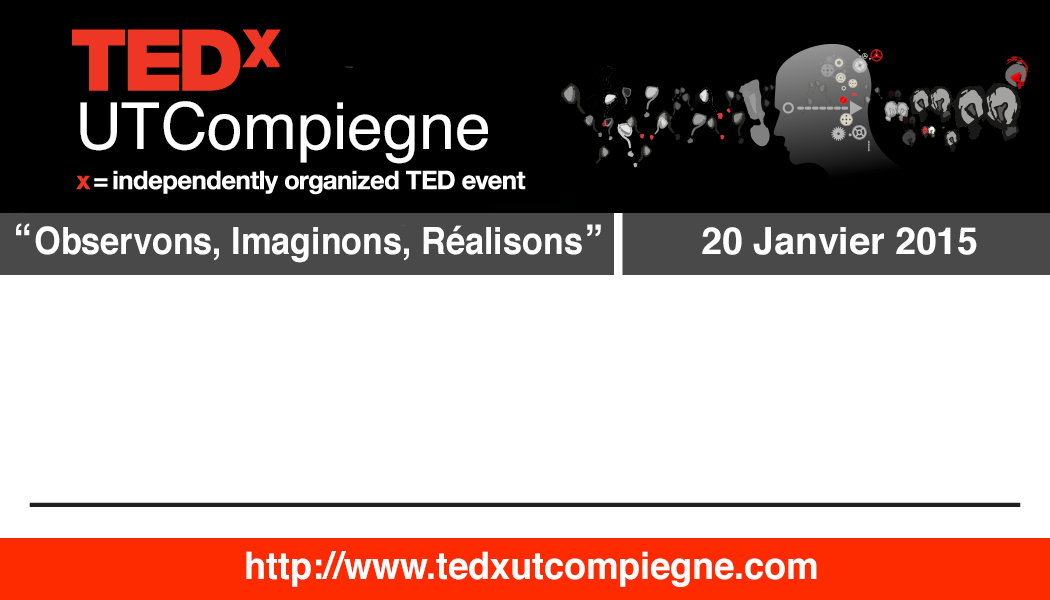 TEDx
UTCompiegne
x = independently organized TED event
“Observons, Imaginons, Réalisons”
20 Janvier 2015
http://www.tedxutcompiegne.com